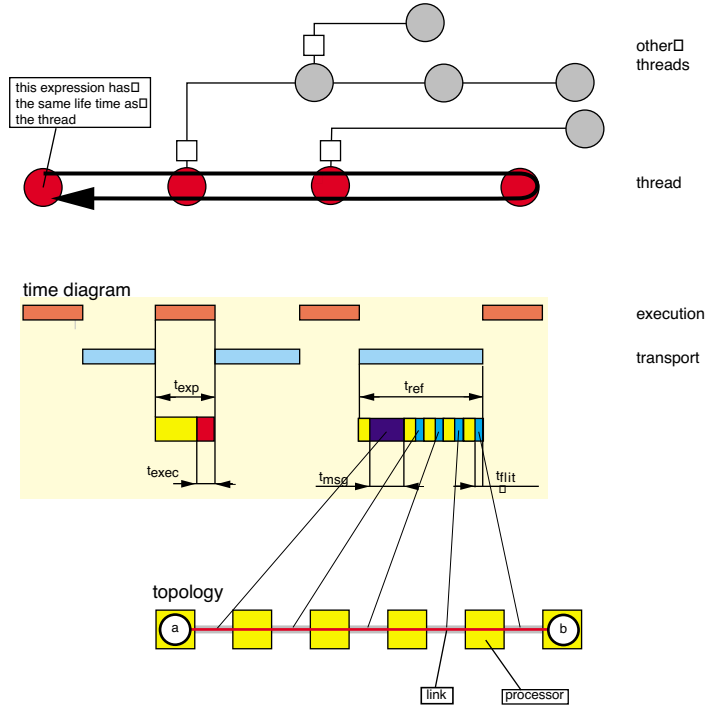 other□
threads
this expression has□
the same life time as□
the thread
thread
time diagram
execution
transport
texp
tref
texec
tmsg
tflit
□
topology
a
b
link
processor